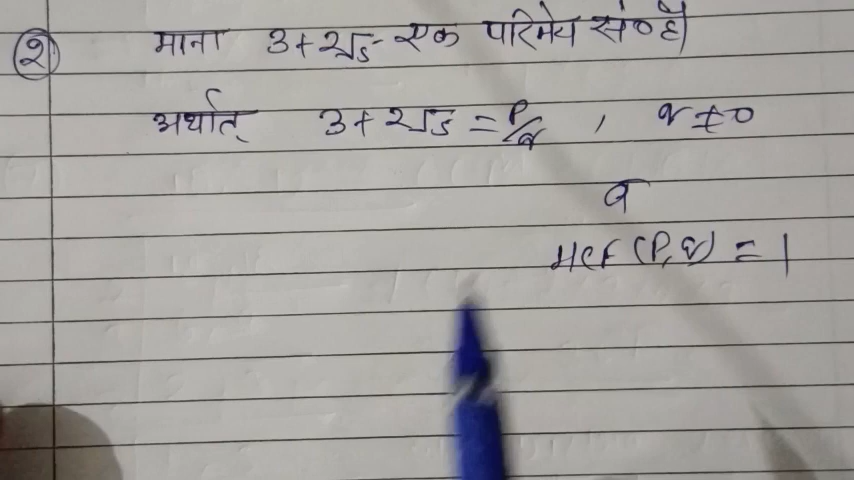 (2) माना 3+2√5 एक परिमेय सं० है
अर्थात् 3+2√5 = P/q , q≠0
व
HCF (P,q) = 1